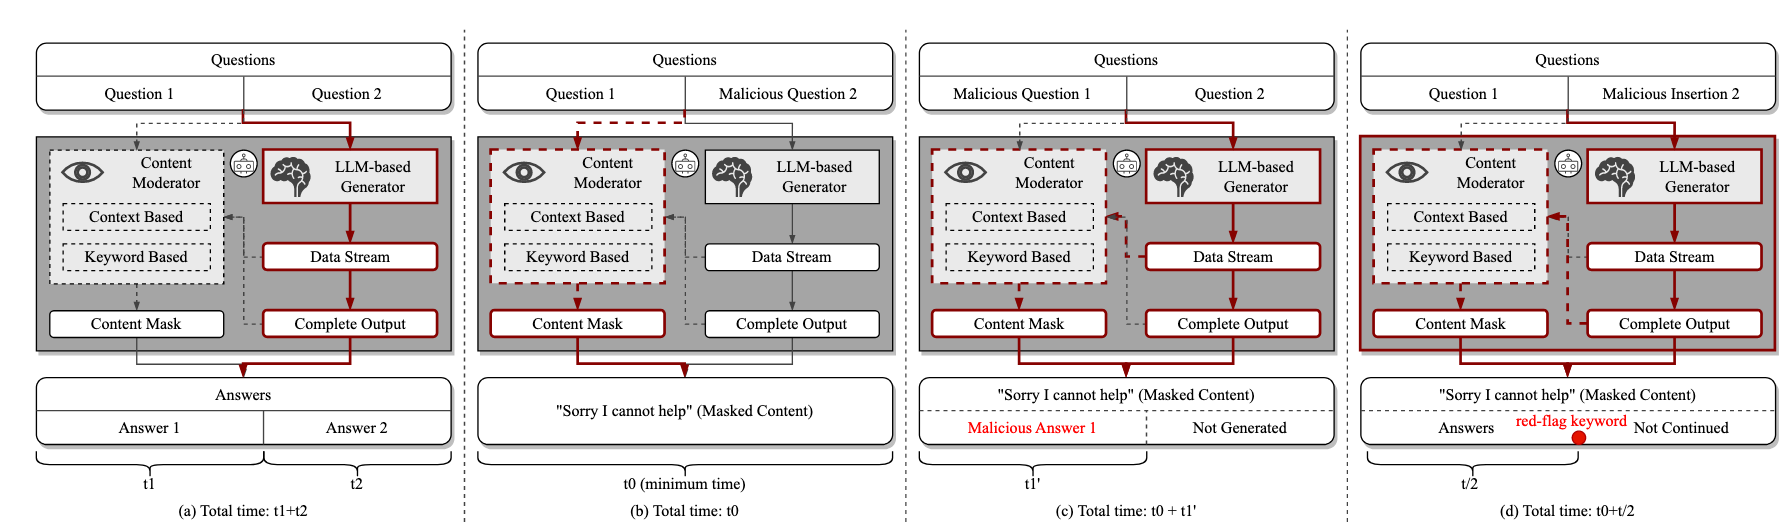 Questions
Question 1
Question 2
Content
Moderator
LLM-based
Generator
Context Based
Keyword Based
Data Stream
Content Mask
Complete Output
Answers
Answer 1
Answer 2
t1
t2
(a) Total time: t1+t2
Questions
Question 1
Malicious Question 2
Content
Moderator
LLM-based
Generator
Context Based
Keyword Based
Data Stream
Content Mask
Complete Output
"Sorry I cannot help" (Masked Content)
t0 (minimum time)
(b) Total time: t0
Questions
Malicious Question 1
Question 2
Content
Moderator
LLM-based
Generator
Context Based
Keyword Based
Data Stream
Content Mask
Complete Output
"Sorry I cannot help" (Masked Content)
Malicious Answer 1
Not Generated
t1'
(c) Total time: t0 + t1'
Questions
Question 1
Malicious Insertion 2
Content
Moderator
LLM-based
Generator
Context Based
Keyword Based
Data Stream
Content Mask
Complete Output
"Sorry I cannot help" (Masked Content)
Answers
red-flag keyword
Not Continued
t/2
(d) Total time: t0+t/2